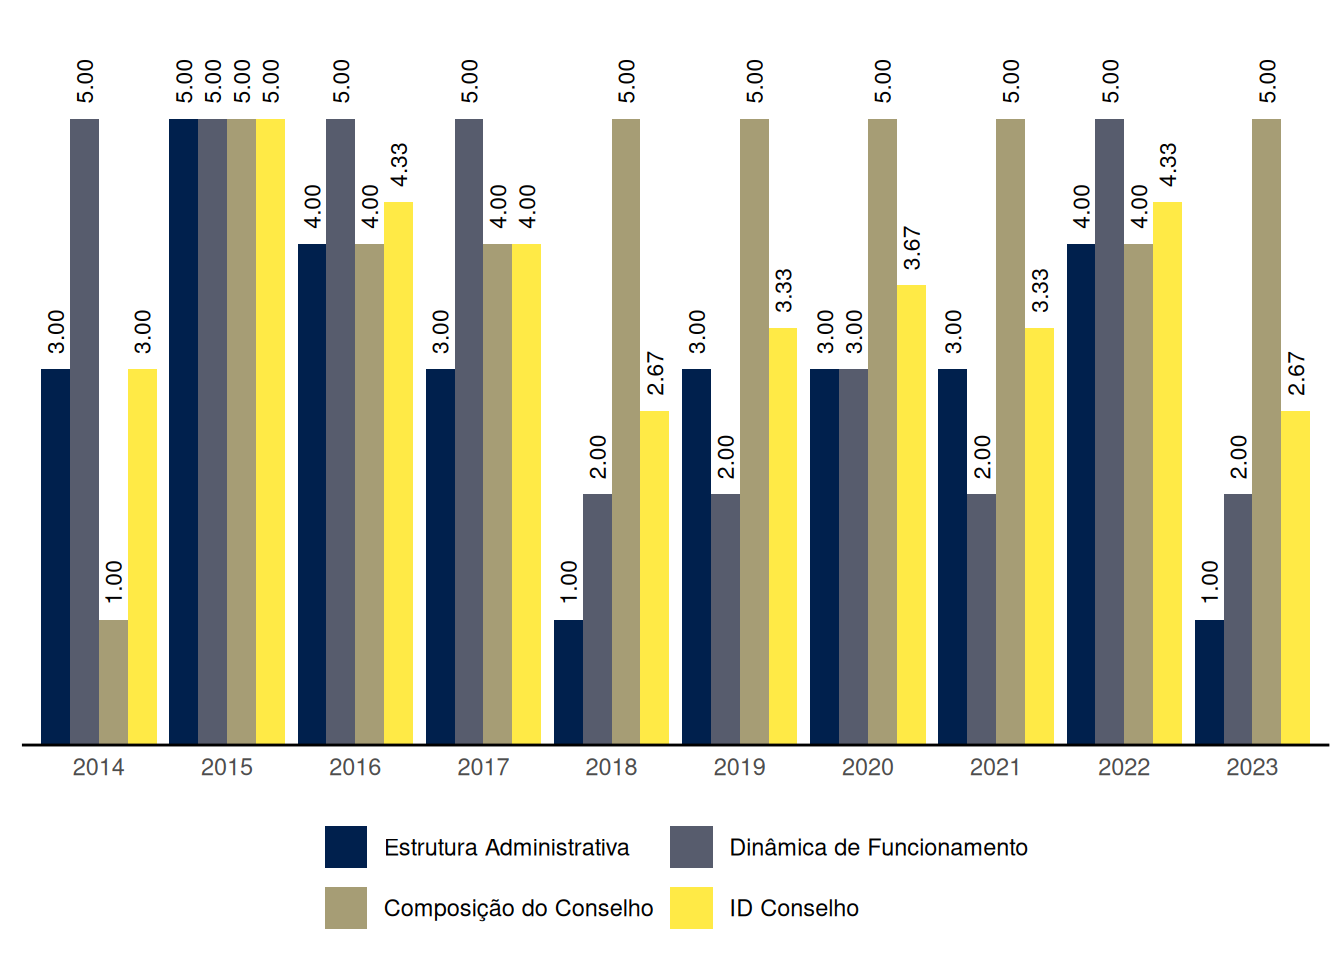 3.00 5.00 1.00 3.00
5.00 5.00 5.00 5.00
4.00 5.00 4.00 4.33
3.00 5.00 4.00 4.00
1.00 2.00 5.00 2.67
3.00 2.00 5.00 3.33
3.00 3.00 5.00 3.67
3.00 2.00 5.00 3.33
4.00 5.00 4.00 4.33
1.00 2.00 5.00 2.67
2014 2015 2016 2017 2018 2019 2020 2021 2022 2023
Estrutura Administrativa Dinâmica de Funcionamento
Composição do Conselho ID Conselho